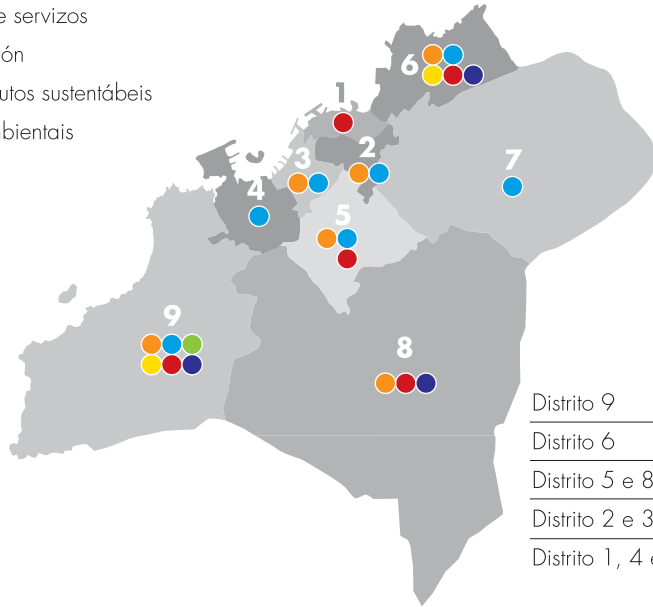 e servizos
ón
utos sustentábeis
nbientais
6
1
2
3
7
4
5
9
8
Distrito 9
Distrito 6
Distrito 5 e 8
Distrito 2 e 3
Distrito 1, 4 e